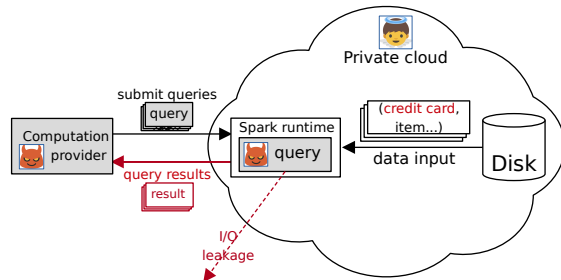 Private cloud
submit queries
query
Computation
provider
Spark runtime
query
(credit card,
item...)
data input
Disk
query results
result
I/O
leakage